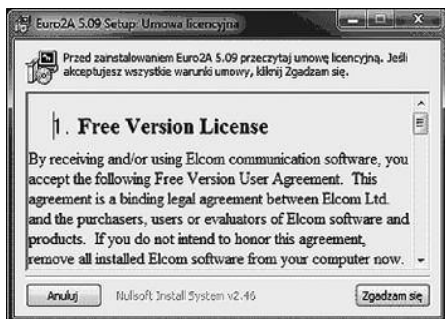 Euro2A 5.09 Setup: Umowa licencyjna
Przed zainstalowaniem Euro2A 5.09 przeczytaj umowę licencyjną. Jeśli
akceptujesz wszystkie warunki umowy, kliknij Zgadzam się.
1. Free Version License
By receiving and/or using Elcom communication software, you
accept the following Free Version User Agreement. This
agreement is a binding legal agreement between Elcom Ltd.
and the purchasers, users or evaluators of Elcom software and
products. If you do not intend to honor this agreement,
remove all installed Elcom software from your computer now.
Anuluj
Nullsoft Install System v2.46
Zgadzam się